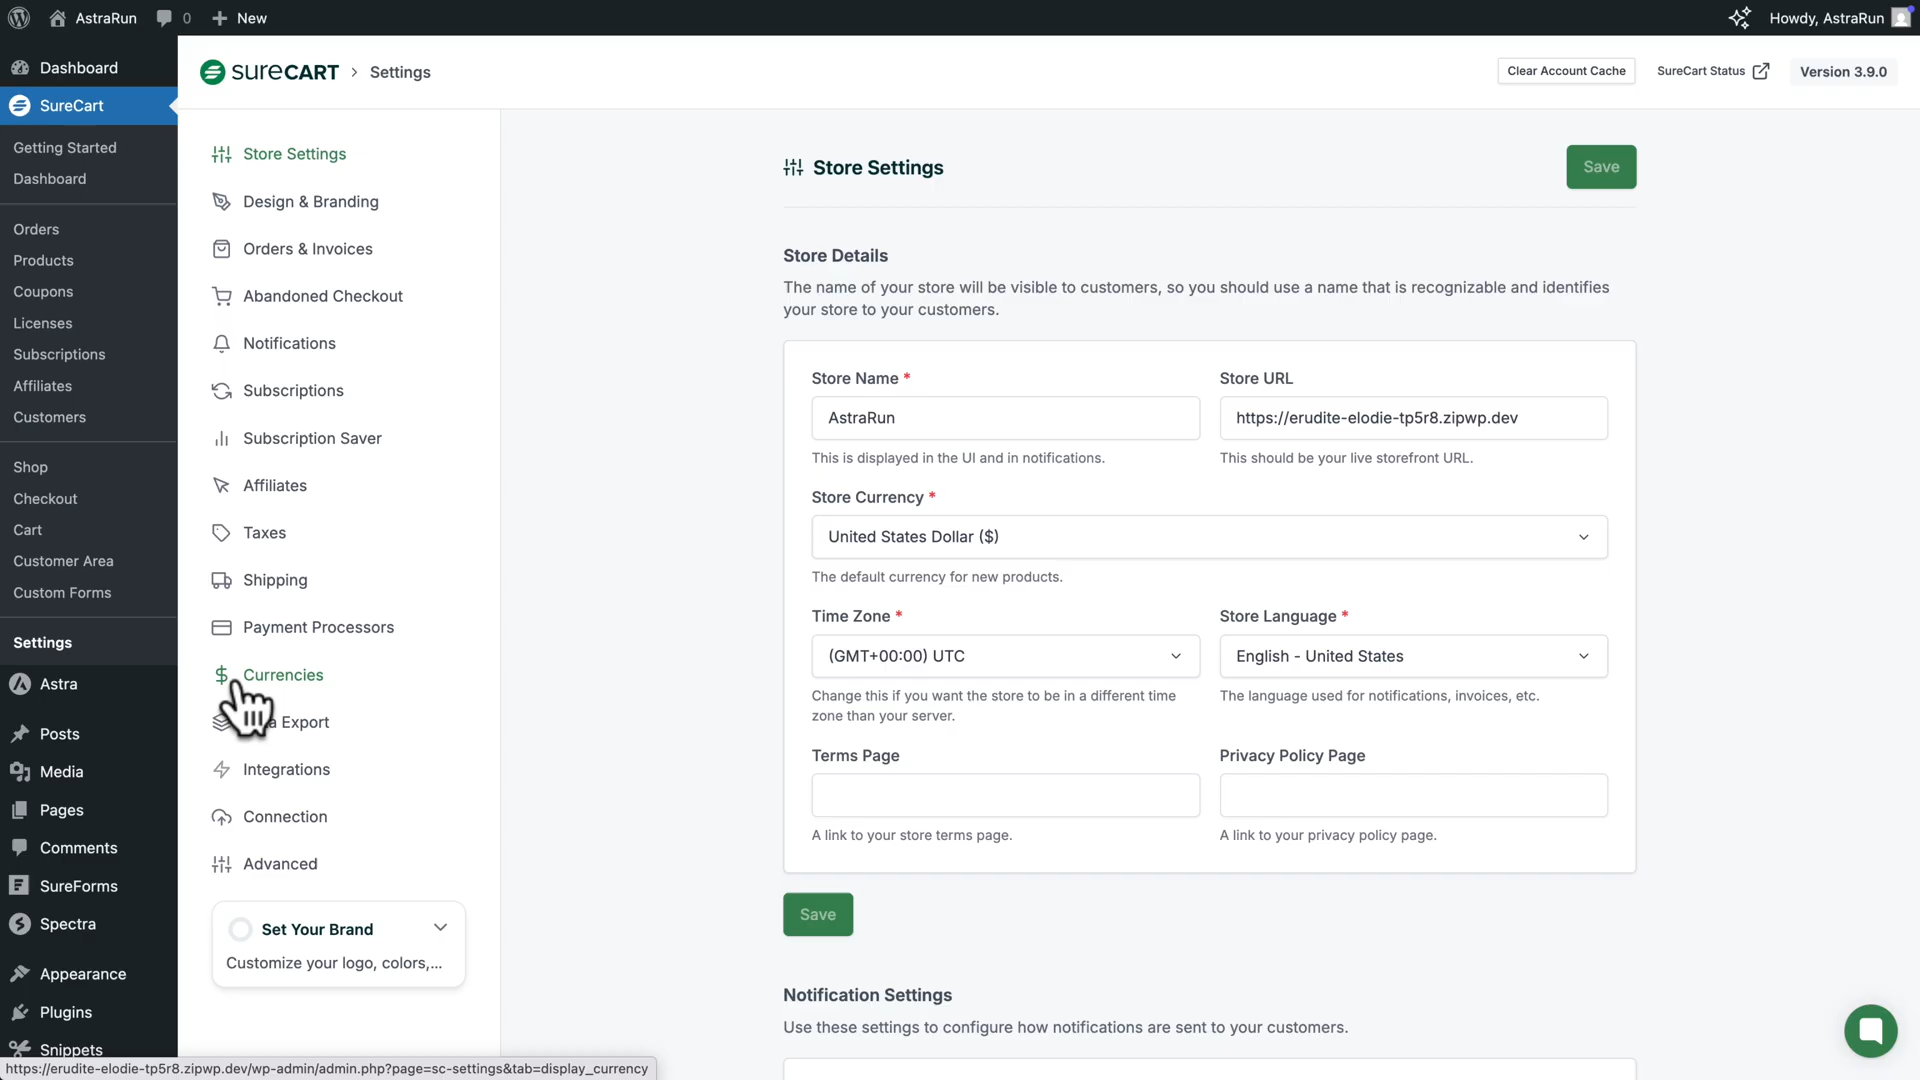 AstraRun
0
New
Howdy, AstraRun
Dashboard
SureCart
Getting Started
Dashboard
Orders
Products
Coupons
Licenses
Subscriptions
Affiliates
Customers
Shop
Checkout
Cart
Customer Area
Custom Forms
Settings
Astra
Posts
Media
Pages
Comments
SureForms
Spectra
Appearance
Plugins
Snippets
SURECART > Settings
Clear Account Cache
SureCart Status
Version 3.9.0
Store Settings
Design & Branding
Orders & Invoices
Abandoned Checkout
Notifications
Subscriptions
Subscription Saver
Affiliates
Taxes
Shipping
Payment Processors
Currencies
Export
Integrations
Connection
Advanced
Set Your Brand
Customize your logo, colors,...
Store Settings
Save
Store Details
The name of your store will be visible to customers, so you should use a name that is recognizable and identifies
your store to your customers.
Store Name *
AstraRun
This is displayed in the UI and in notifications.
Store URL
https://erudite-elodie-tp5r8.zipwp.dev
This should be your live storefront URL.
Store Currency *
United States Dollar ($)
The default currency for new products.
Time Zone *
(GMT+00:00) UTC
Change this if you want the store to be in a different time
zone than your server.
Store Language *
English - United States
The language used for notifications, invoices, etc.
Terms Page
A link to your store terms page.
Privacy Policy Page
A link to your privacy policy page.
Save
Notification Settings
Use these settings to configure how notifications are sent to your customers.
https://erudite-elodie-tp5r8.zipwp.dev/wp-admin/admin.php?page=sc-settings&tab=display_currency